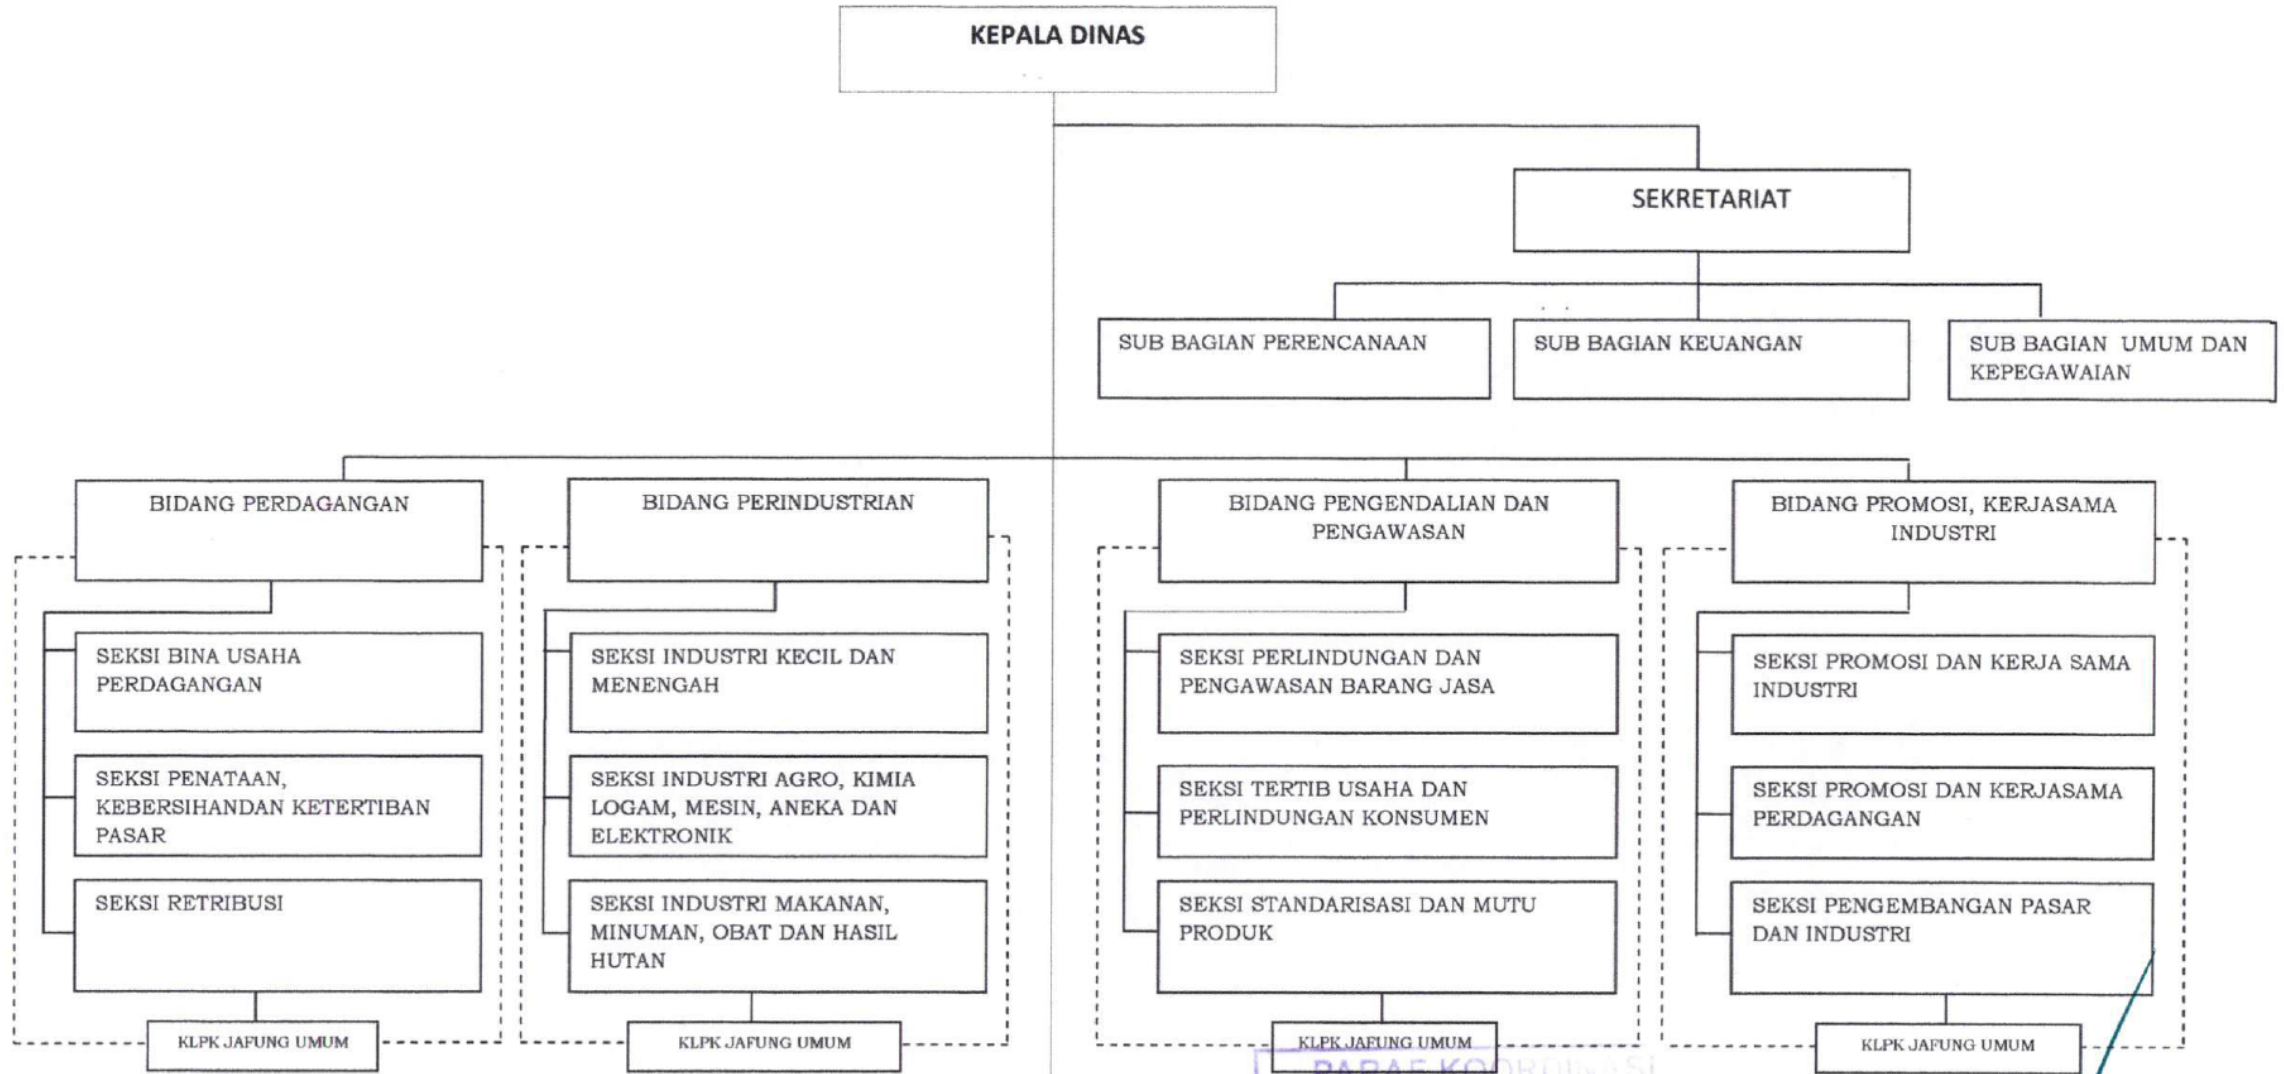 KEPALA DINAS
SEKRETARIAT
SUB BAGIAN PERENCANAAN
SUB BAGIAN KEUANGAN
SUB BAGIAN UMUM DAN
KEPEGAWAIAN
BIDANG PERDAGANGAN
SEKSI BINA USAHA
PERDAGANGAN
SEKSI PENATAAN,
KEBERSIHANDAN KETERTIBAN
PASAR
SEKSI RETRIBUSI
KLPK JAFUNG UMUM
BIDANG PERINDUSTRIAN
SEKSI INDUSTRI KECIL DAN
MENENGAH
SEKSI INDUSTRI AGRO, KIMIA
LOGAM, MESIN, ANEKA DAN
ELEKTRONIK
SEKSI INDUSTRI MAKANAN,
MINUMAN, OBAT DAN HASIL
HUTAN
KLPK JAFUNG UMUM
BIDANG PENGENDALIAN DAN
PENGAWASAN
SEKSI PERLINDUNGAN DAN
PENGAWASAN BARANG JASA
SEKSI TERTIB USAHA DAN
PERLINDUNGAN KONSUMEN
SEKSI STANDARISASI DAN MUTU
PRODUK
KLPK JAFUNG UMUM
PARAF KOORDINASI
BIDANG PROMOSI, KERJASAMA
INDUSTRI
SEKSI PROMOSI DAN KERJA SAMA
INDUSTRI
SEKSI PROMOSI DAN KERJASAMA
PERDAGANGAN
SEKSI PENGEMBANGAN PASAR
DAN INDUSTRI
KLPK JAFUNG UMUM